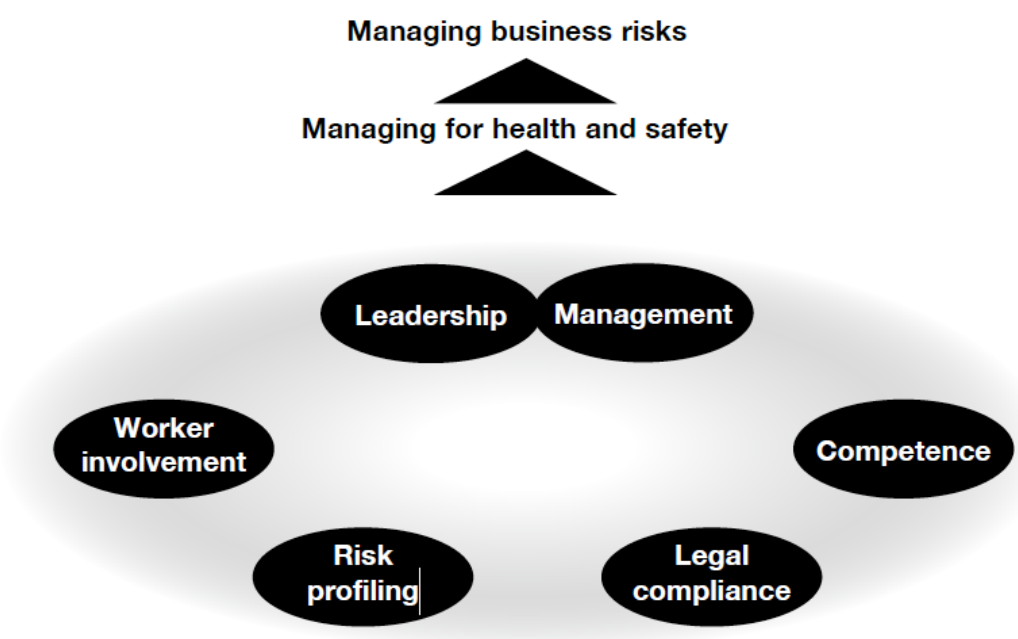 Managing business risks
Managing for health and safety
Leadership
Management
Worker
involvement
Competence
Risk
profiling
Legal
compliance